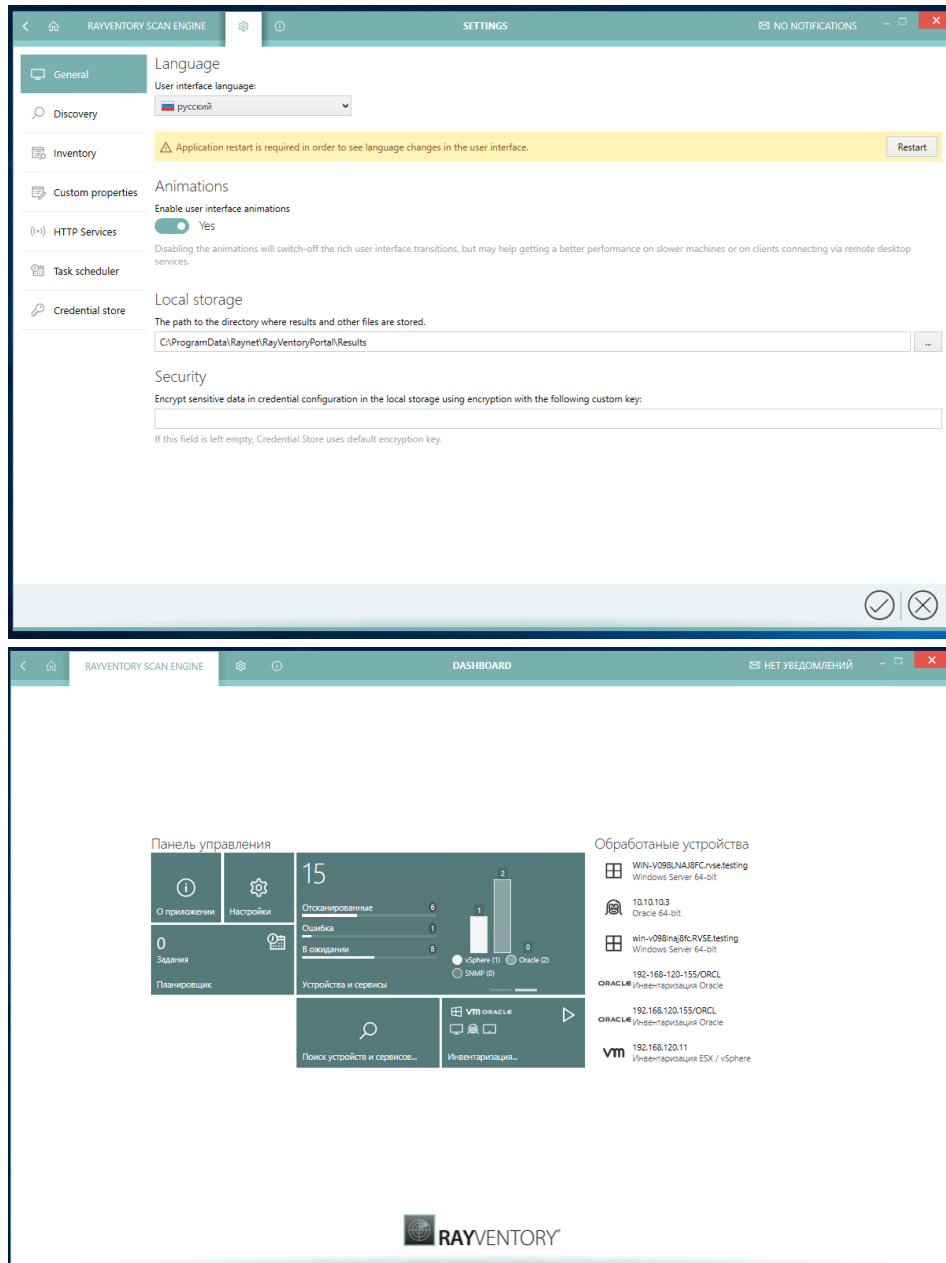 RAYVENTORY SCAN ENGINE
SETTINGS
NO NOTIFICATIONS
General
Discovery
Inventory
Custom properties
HTTP Services
Task scheduler
Credential store
Language
User interface language:
русский
Application restart is required in order to see language changes in the user interface.
Restart
Animations
Enable user interface animations
Yes
Disabling the animations will switch-off the rich user interface transitions, but may help getting a better performance on slower machines or on clients connecting via remote desktop
services.
Local storage
The path to the directory where results and other files are stored.
C:\ProgramData\Raynet\RayVentoryPortal\Results
...
Security
Encrypt sensitive data in credential configuration in the local storage using encryption with the following custom key:
If this field is left empty, Credential Store uses default encryption key.
RAYVENTORY SCAN ENGINE
DASHBOARD
НЕТ УВЕДОМЛЕНИЙ
Панель управления
О приложении
Настройки
0
Задания
Планировщик
15
Отсканированные 6
Ошибка 1
В ожидании 8
Устройства и сервисы
1
2
0
vSphere (1) Oracle (2)
SNMP (0)
Поиск устройств и сервисов...
vm ORACLE
Инвентаризация...
Обработаные устройства
WIN-V098LNAJ8FC.rvse.testing
Windows Server 64-bit
10.10.10.3
Oracle 64-bit
win-v098lnaj8fc.RVSE.testing
Windows Server 64-bit
192-168-120-155/ORCL
ORACLE Инвентаризация Oracle
192.168.120.155/ORCL
ORACLE Инвентаризация Oracle
vm 192.168.120.11
Инвентаризация ESX / vSphere
RAYVENTORY®